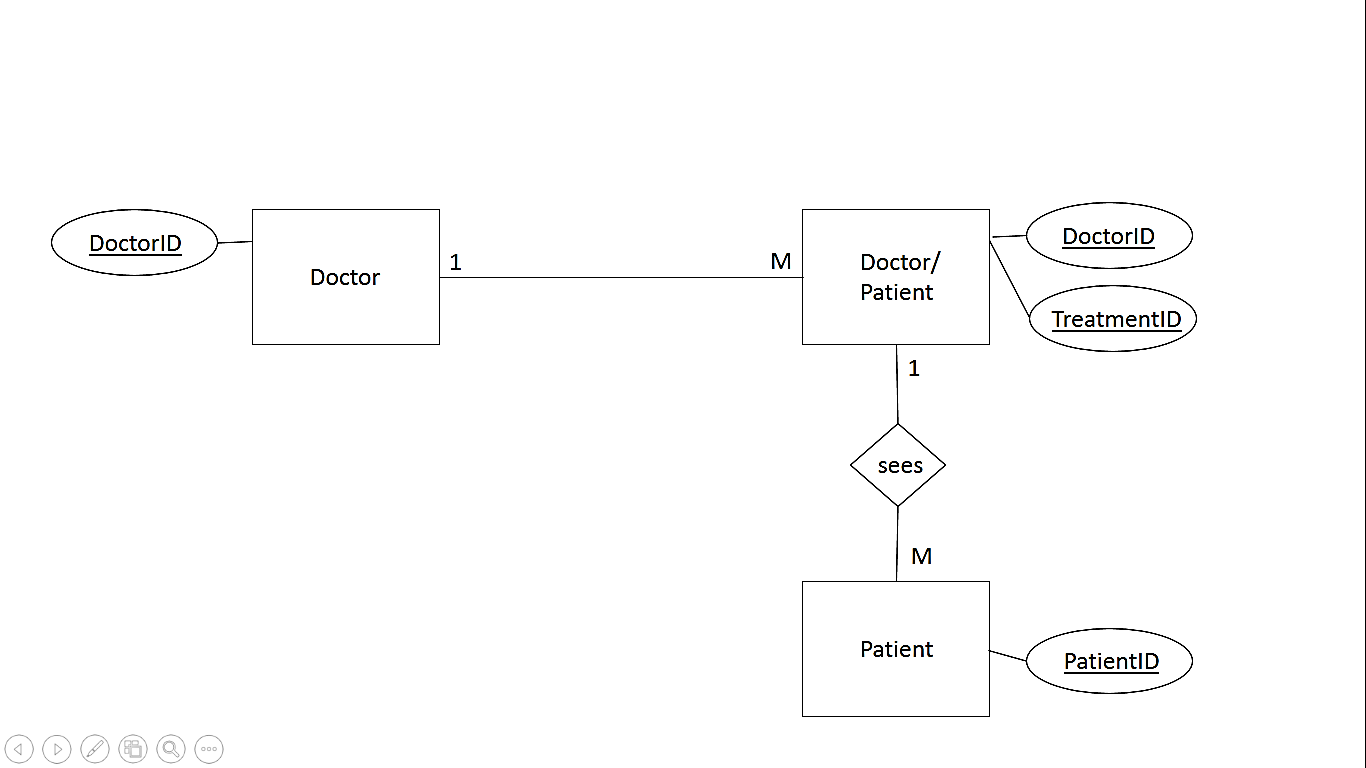 DoctorID
Doctor
1
M
Doctor/
Patient
DoctorID
TreatmentID
1
sees
M
Patient
PatientID